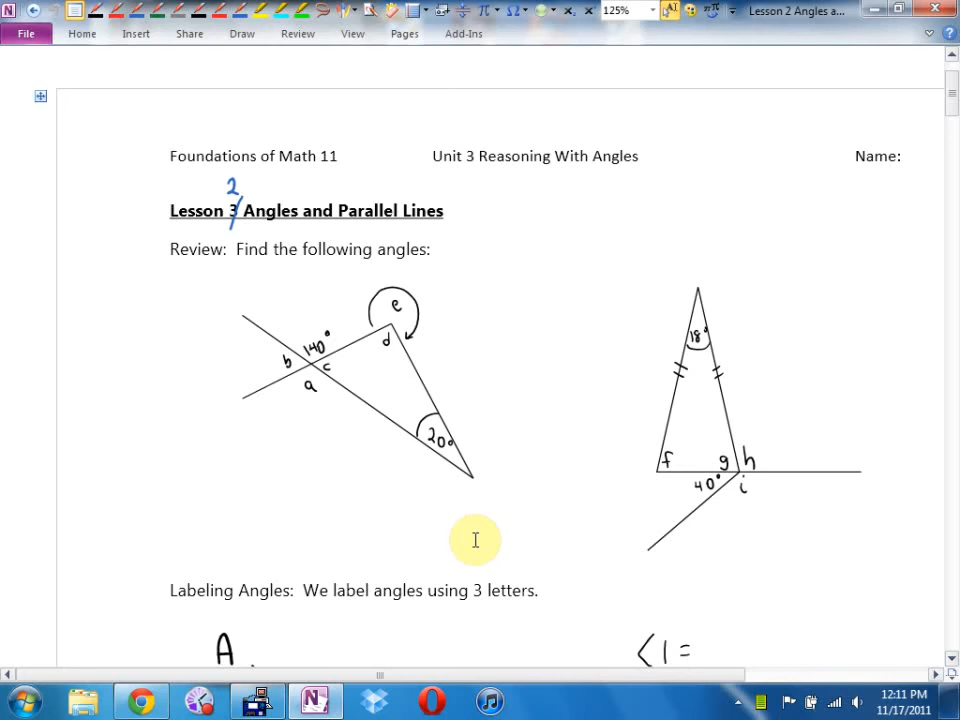 125%
Lesson 2 Angles a...
File Home Insert Share Draw Review View Pages Add-Ins
Foundations of Math 11 Unit 3 Reasoning With Angles Name:
2
Lesson 3 Angles and Parallel Lines
Review: Find the following angles:
e
140°
d
b
c
a
20°
18°
f g h
40° i
Labeling Angles: We label angles using 3 letters.
A
<1 =
12:11 PM
11/17/2011